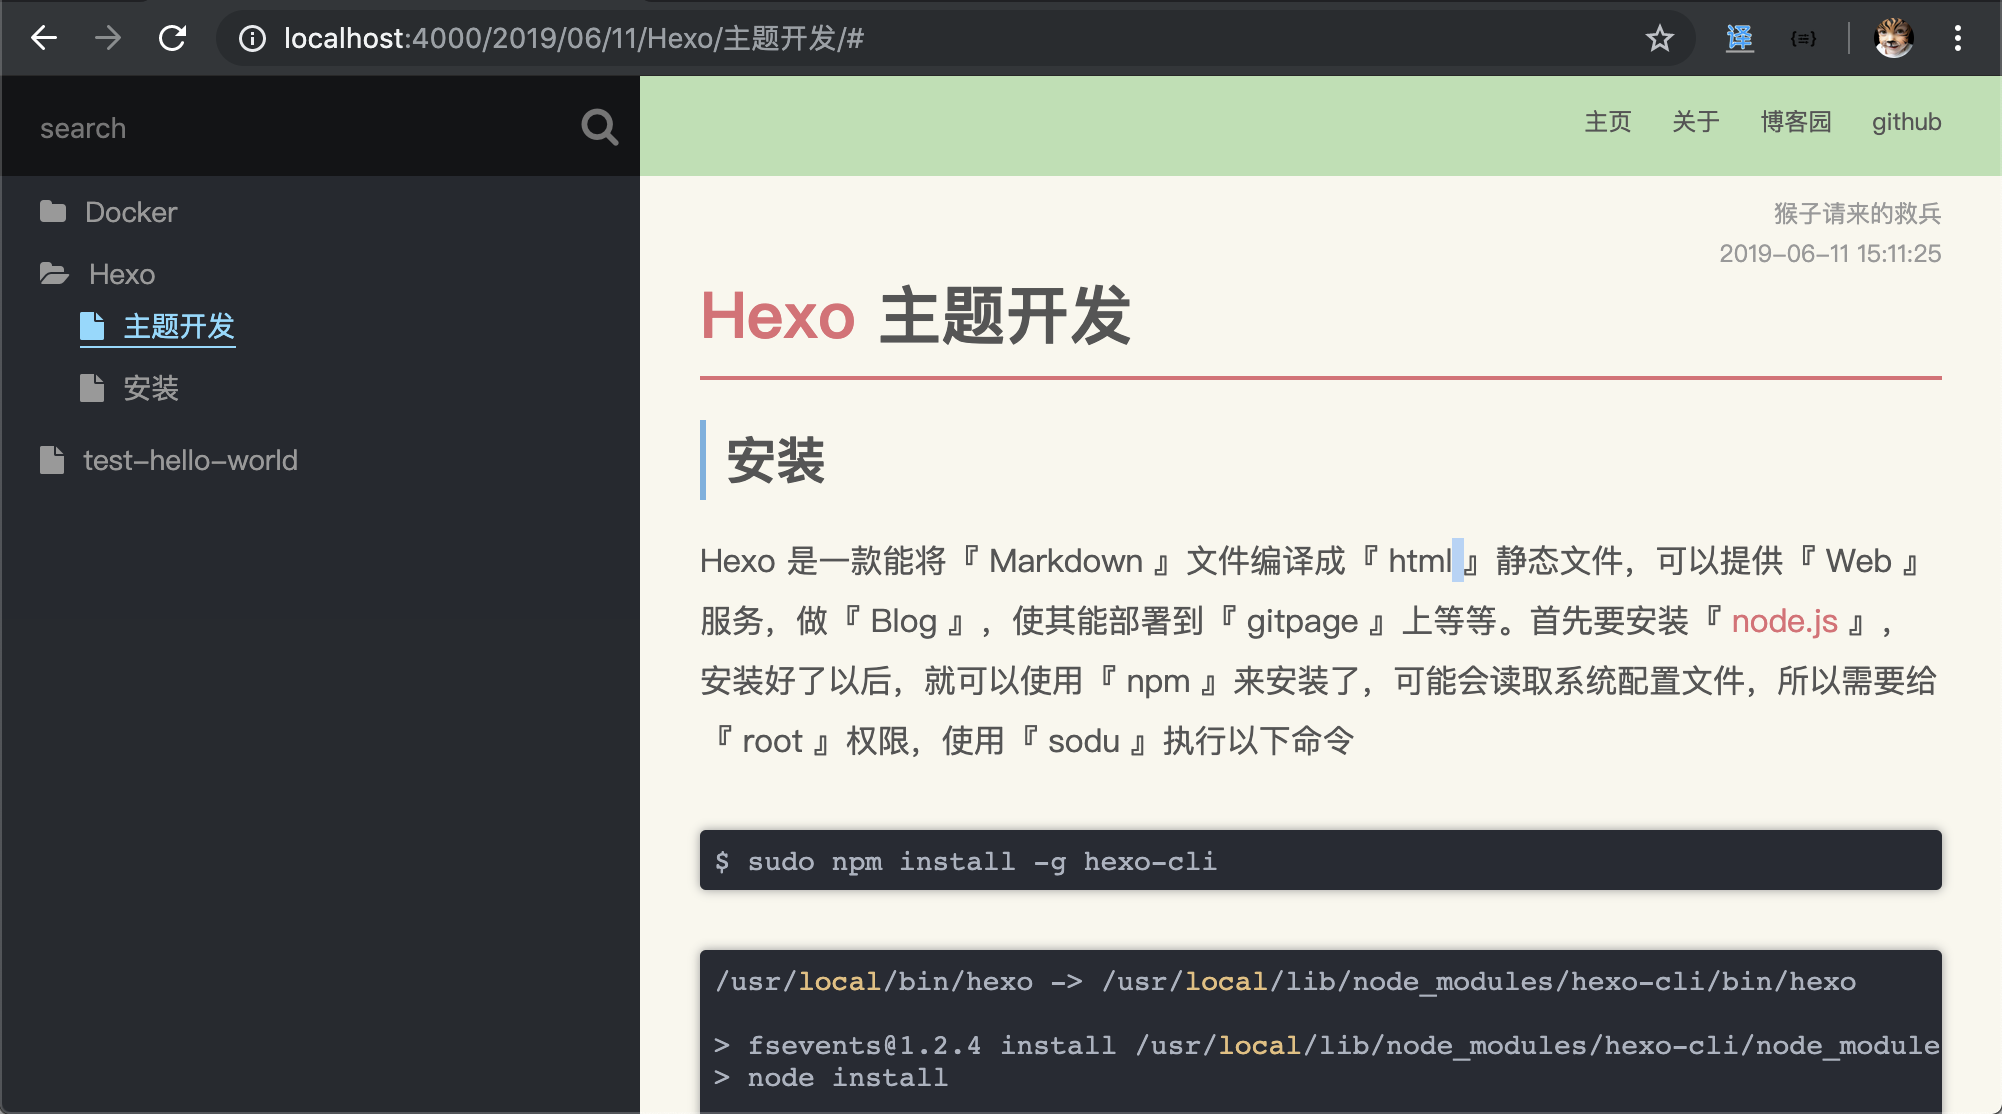 localhost:4000/2019/06/11/Hexo/主题开发/#
译
{≡}
search
主页 关于 博客园 github
Docker
Hexo
主题开发
安装
test-hello-world
猴子请来的救兵
2019-06-11 15:11:25
Hexo 主题开发
安装
Hexo 是一款能将『 Markdown 』文件编译成『 html 』静态文件，可以提供『 Web 』
服务，做『 Blog 』，使其能部署到『 gitpage 』上等等。首先要安装『 node.js 』，
安装好了以后，就可以使用『 npm 』来安装了，可能会读取系统配置文件，所以需要给
『 root 』权限，使用『 sodu 』执行以下命令
$ sudo npm install -g hexo-cli
/usr/local/bin/hexo -> /usr/local/lib/node_modules/hexo-cli/bin/hexo
> fsevents@1.2.4 install /usr/local/lib/node_modules/hexo-cli/node_module
> node install